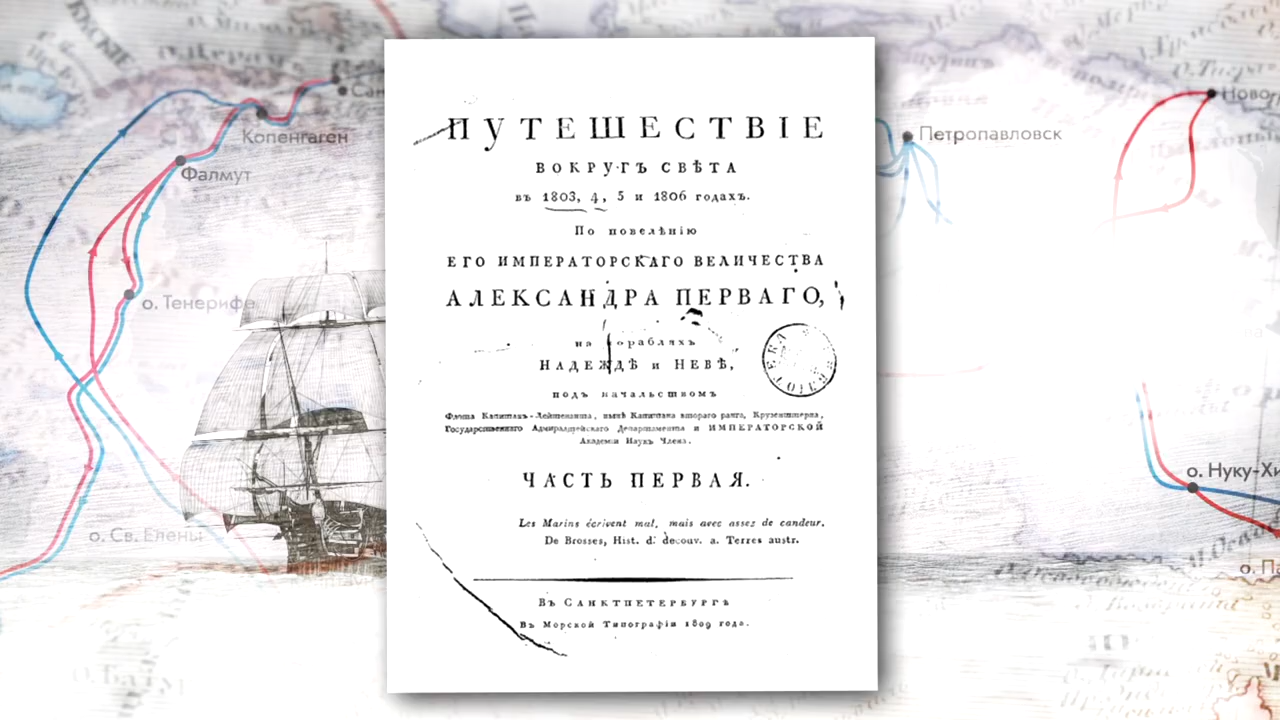 ПУТЕШЕСТВІЕ
ВОКРУГЪ СВѢТА
въ 1803, 4, 5 и 1806 годахъ.
По повелѣнію
ЕГО ИМПЕРАТОРСКАГО ВЕЛИЧЕСТВА
АЛЕКСАНДРА ПЕРВАГО,
на корабляхъ
НАДЕЖДѢ и НЕВѢ,
подъ начальствомъ
Флота Капитанъ-Лейтенанта, нынѣ Капитана втораго ранга, Крузенштерна,
Государственнаго Адмиралтейскаго Департамента и ИМПЕРАТОРСКОЙ
Академіи Наукъ Члена.
ЧАСТЬ ПЕРВАЯ.
Les Marins écrivent mal, mais avec assez de candeur.
De Brosses, Hist. d. decouv. a. Terres austr.
ВЪ САНКТПЕТЕРБУРГѢ
Въ Морской Типографіи 1809 года.
Сан
Копенгаген
Фалмут
о. Тенерифе
о. Св. Елены
Петропавловск
Ново
о. Нуку-Хи
о. Па